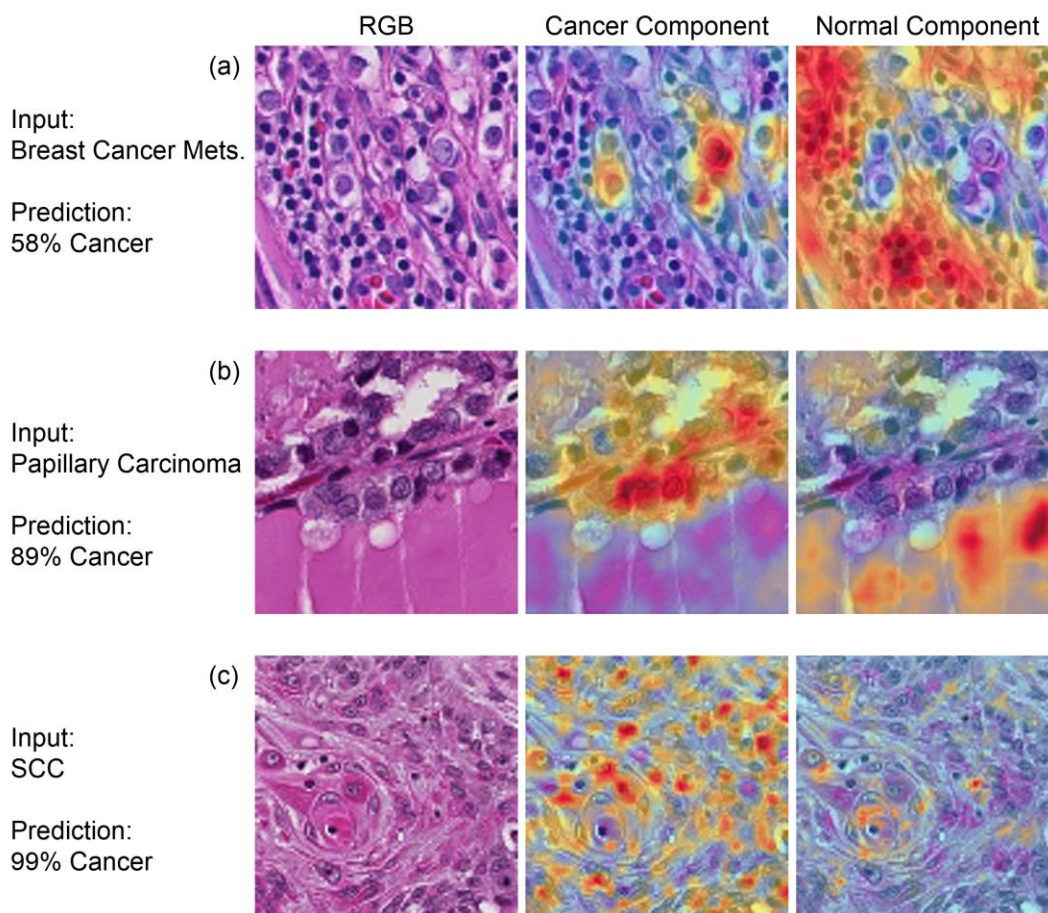 RGB Cancer Component Normal Component
(a)
Input:
Breast Cancer Mets.
Prediction:
58% Cancer
(b)
Input:
Papillary Carcinoma
Prediction:
89% Cancer
(c)
Input:
SCC
Prediction:
99% Cancer